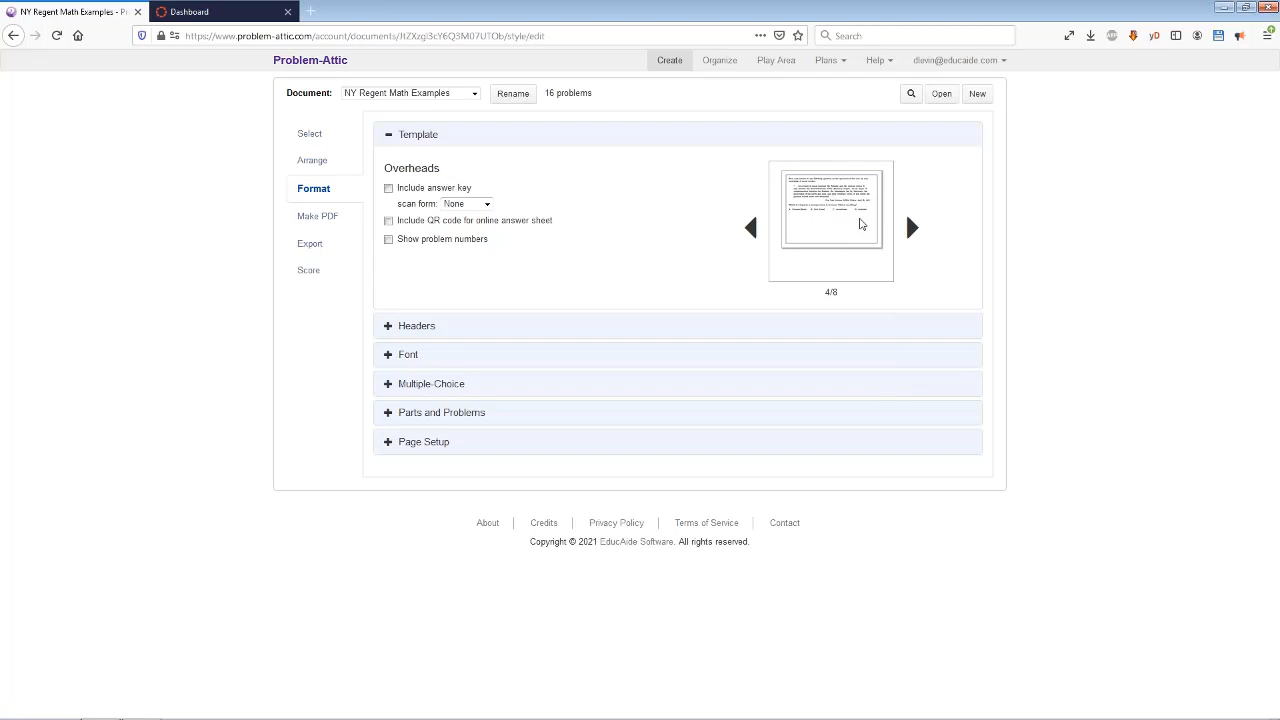 NY Regent Math Examples - P
Dashboard
https://www.problem-attic.com/account/documents/JtZXzgi3cY6Q3M07UTOb/style/edit
Search
Problem-Attic
Create
Organize
Play Area
Plans
Help
dlevin@educaide.com
Document:
NY Regent Math Examples
Rename
16 problems
Open
New
Select
Arrange
Format
Make PDF
Export
Score
Template
Overheads
Include answer key
scan form: None
Include QR code for online answer sheet
Show problem numbers
4/8
Headers
Font
Multiple-Choice
Parts and Problems
Page Setup
About
Credits
Privacy Policy
Terms of Service
Contact
Copyright © 2021 EducAide Software. All rights reserved.